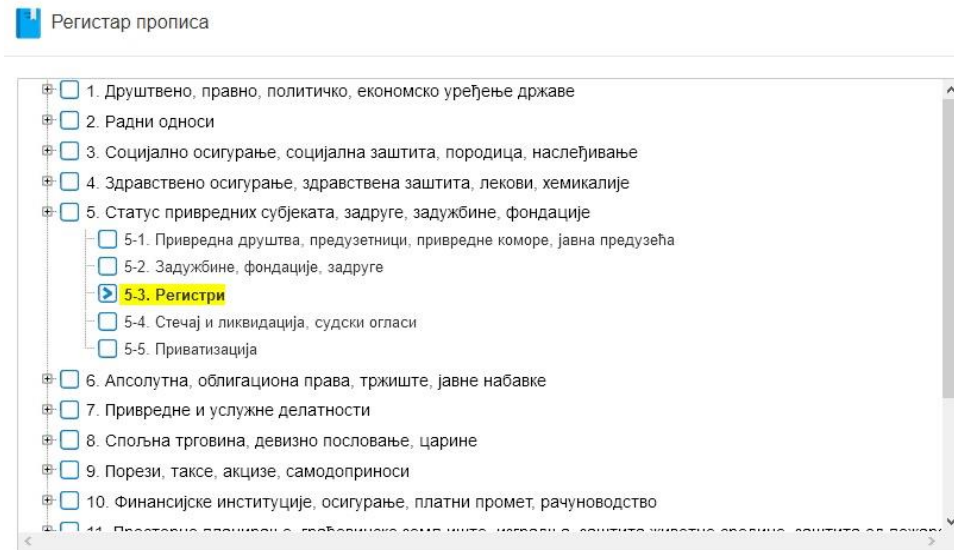 Регистар прописа
1. Друштвено, правно, политичко, економско уређење државе
2. Радни односи
3. Социјално осигурање, социјална заштита, породица, наслеђивање
4. Здравствено осигурање, здравствена заштита, лекови, хемикалије
5. Статус привредних субјеката, задруге, задужбине, фондације
5-1. Привредна друштва, предузетници, привредне коморе, јавна предузећа
5-2. Задужбине, фондације, задруге
5-3. Регистри
5-4. Стечај и ликвидација, судски огласи
5-5. Приватизација
6. Апсолутна, облигациона права, тржиште, јавне набавке
7. Привредне и услужне делатности
8. Спољна трговина, девизно пословање, царине
9. Порези, таксе, акцизе, самодоприноси
10. Финансијске институције, осигурање, платни промет, рачуноводство